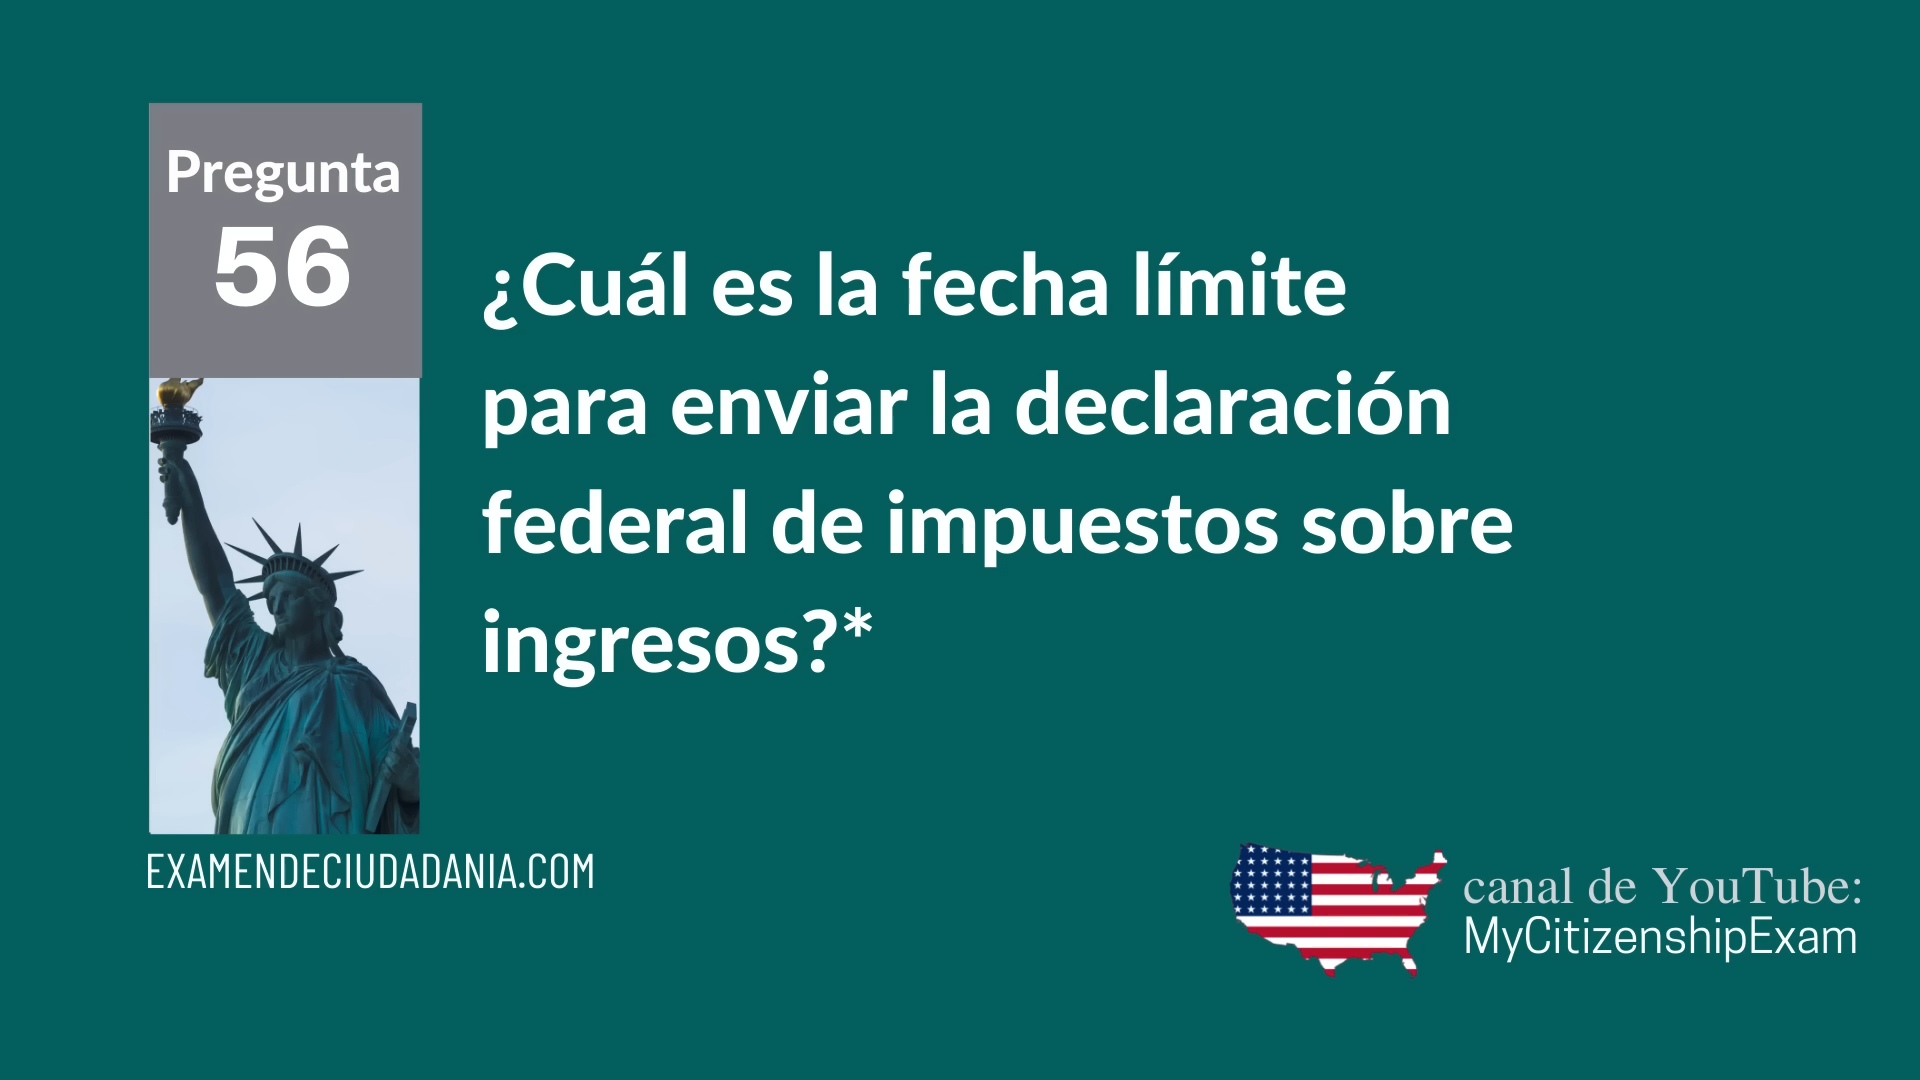 Pregunta
56
¿Cuál es la fecha límite
para enviar la declaración
federal de impuestos sobre
ingresos?*
EXAMENDECIUDADANIA.COM
canal de YouTube:
MyCitizenshipExam